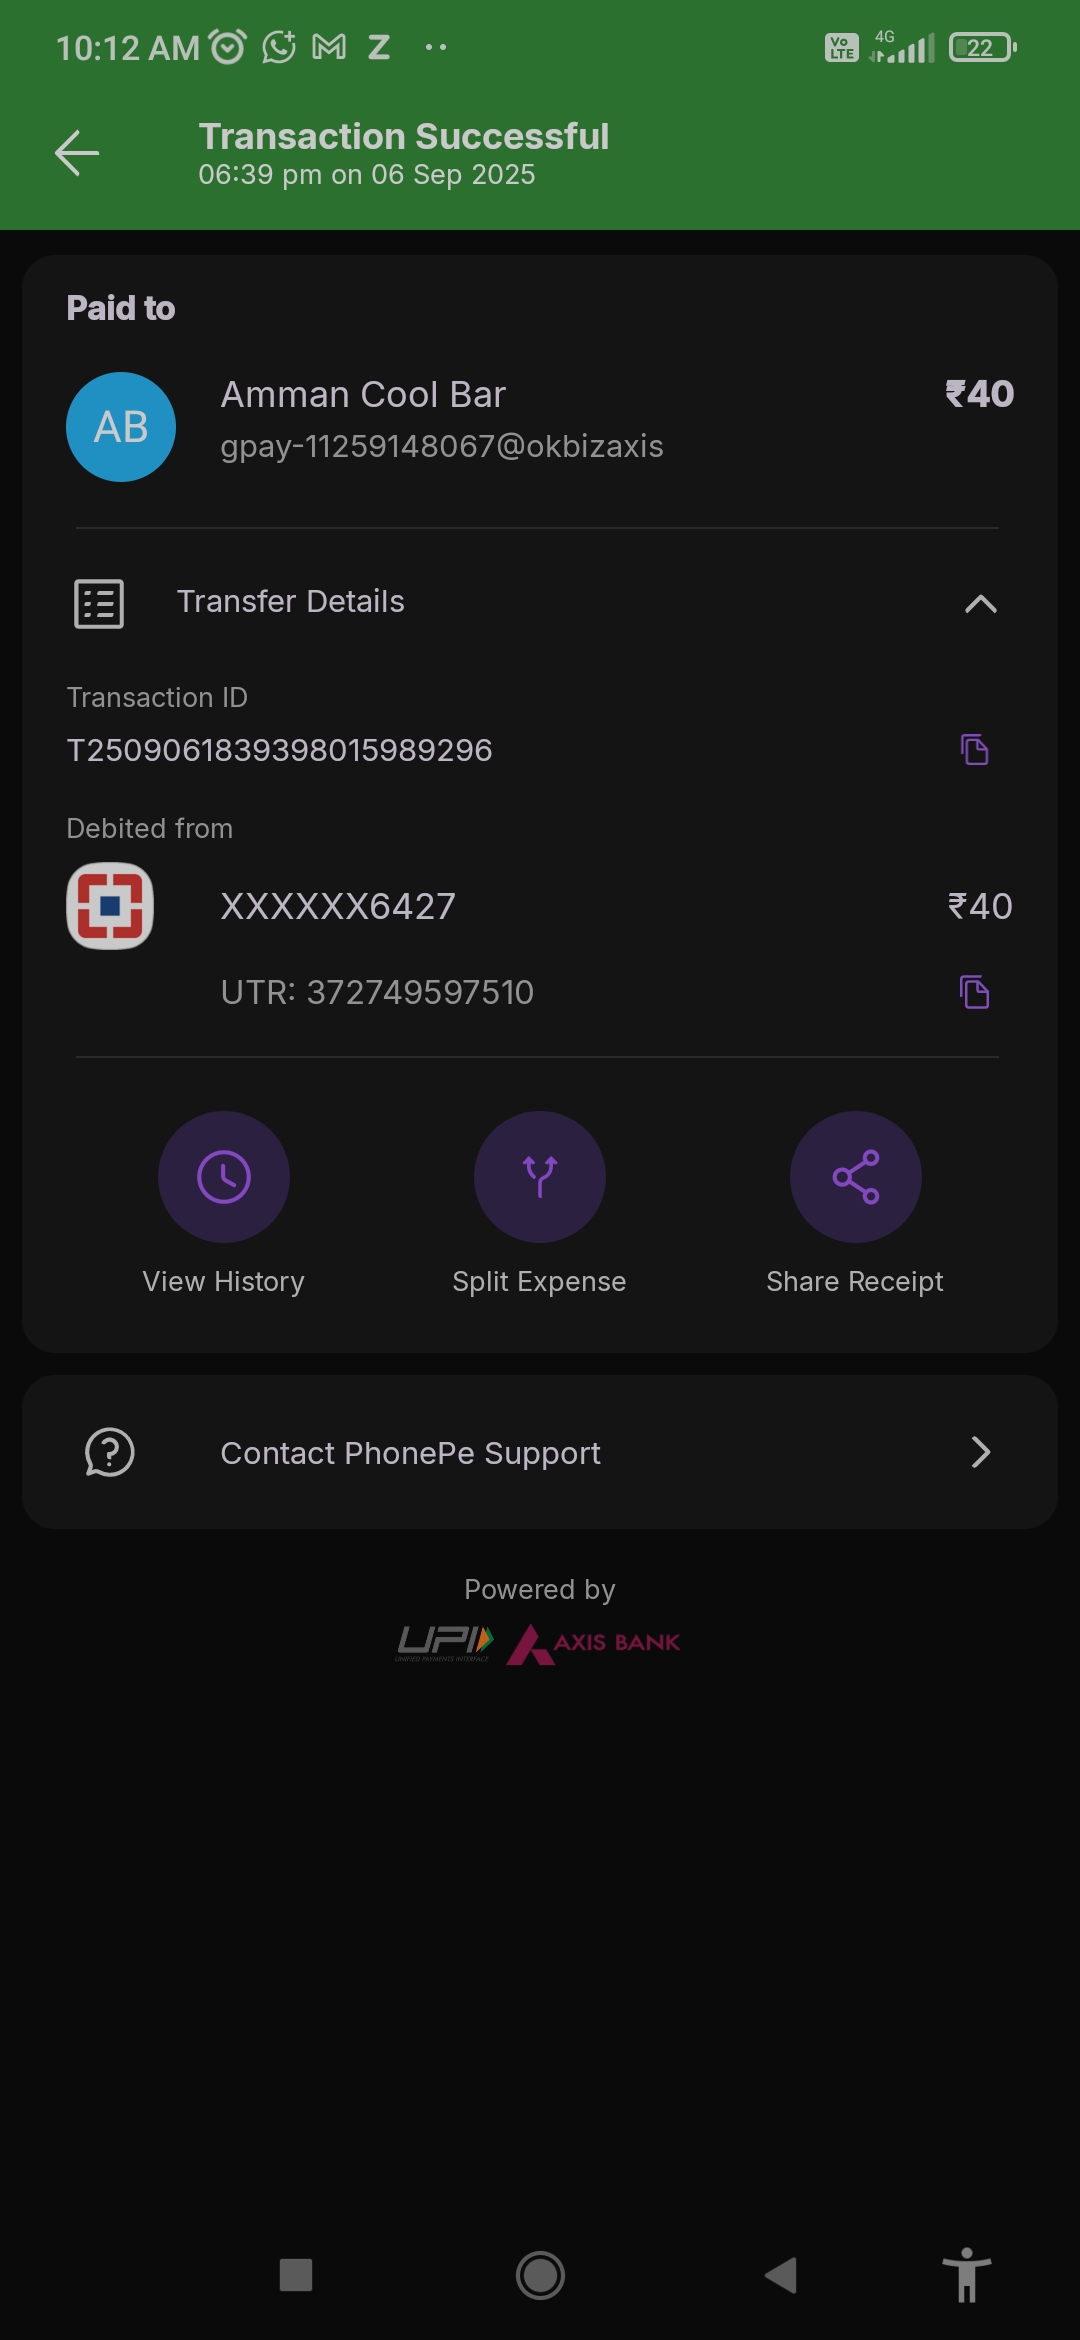 10:12 AM
Vo LTE 4G 22
Transaction Successful
06:39 pm on 06 Sep 2025
Paid to
AB
Amman Cool Bar ₹40
gpay-11259148067@okbizaxis
Transfer Details
Transaction ID
T2509061839398015989296
Debited from
XXXXXX6427 ₹40
UTR: 372749597510
View History Split Expense Share Receipt
Contact PhonePe Support
Powered by
UPI AXIS BANK
UNIFIED PAYMENTS INTERFACE